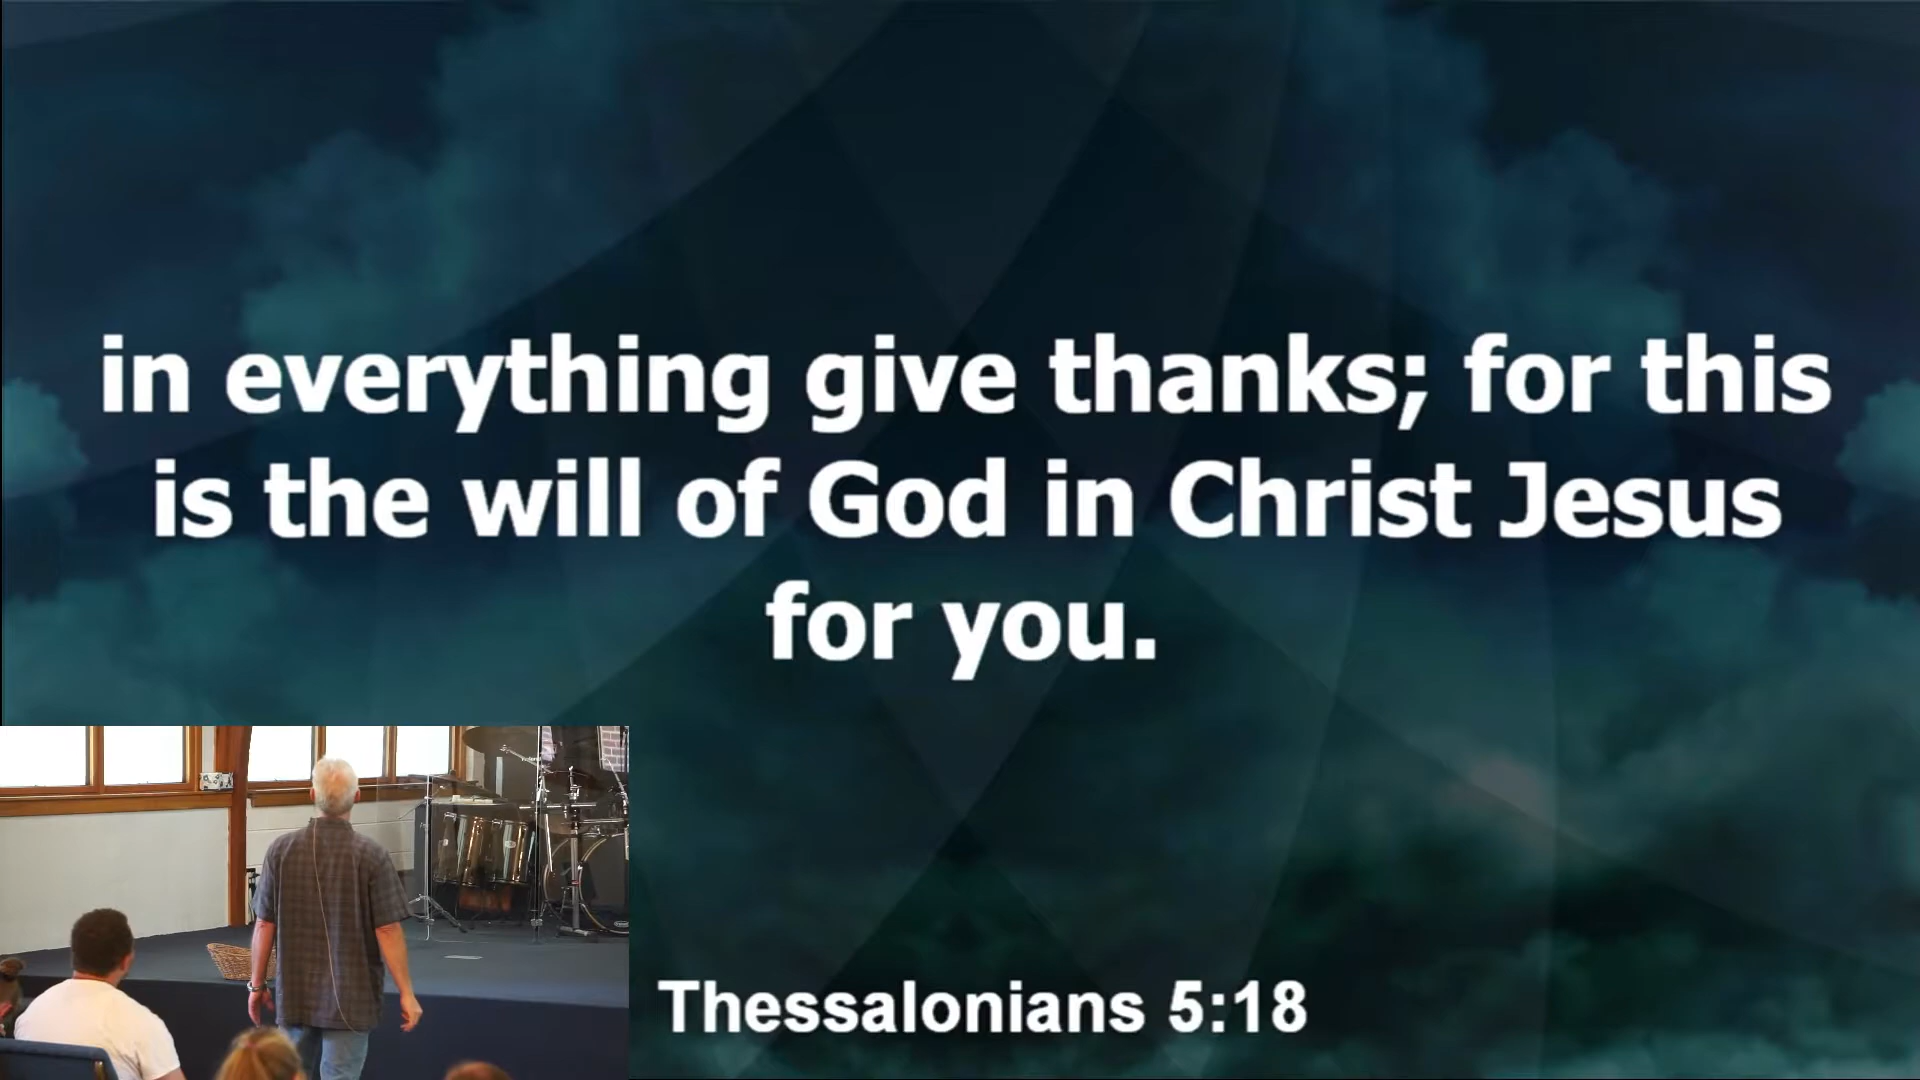 in everything give thanks; for this
is the will of God in Christ Jesus
for you.
Thessalonians 5:18